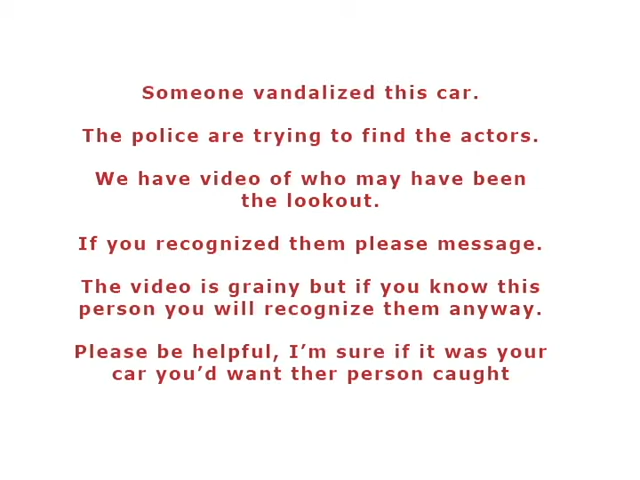 Someone vandalized this car.
The police are trying to find the actors.
We have video of who may have been
the lookout.
If you recognized them please message.
The video is grainy but if you know this
person you will recognize them anyway.
Please be helpful, I’m sure if it was your
car you’d want ther person caught